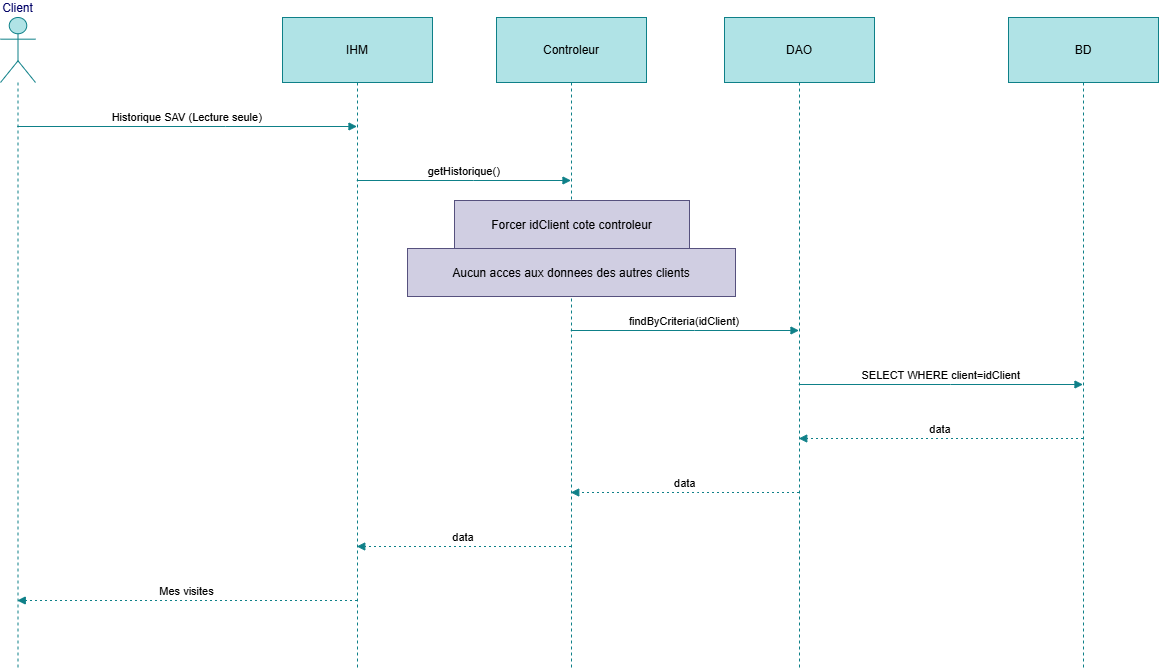 Client
IHM
Controleur
DAO
BD
Historique SAV (Lecture seule)
getHistorique()
Forcer idClient cote controleur
Aucun acces aux donnees des autres clients
findByCriteria(idClient)
SELECT WHERE client=idClient
data
data
data
Mes visites